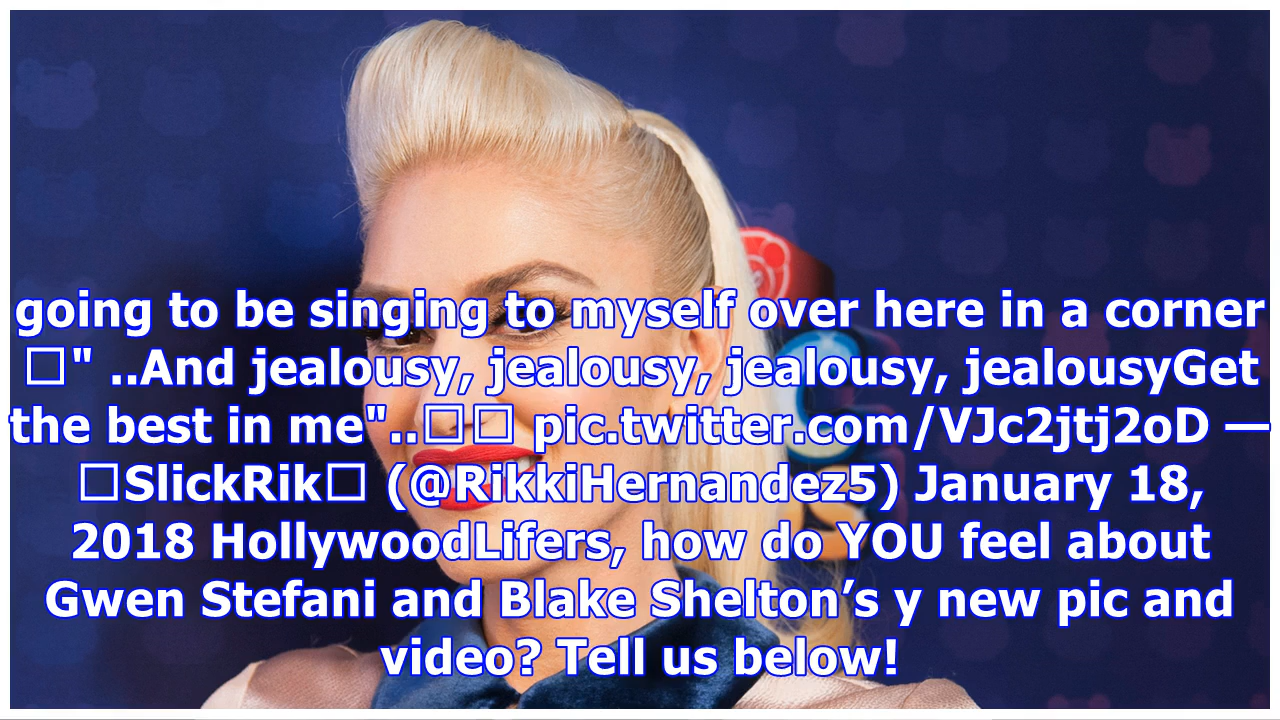 going to be singing to myself over here in a corner
□" ..And jealousy, jealousy, jealousy, jealousyGet
the best in me"..□□ pic.twitter.com/VJc2jtj2oD —
□SlickRik□ (@RikkiHernandez5) January 18,
2018 HollywoodLifers, how do YOU feel about
Gwen Stefani and Blake Shelton’s y new pic and
video? Tell us below!